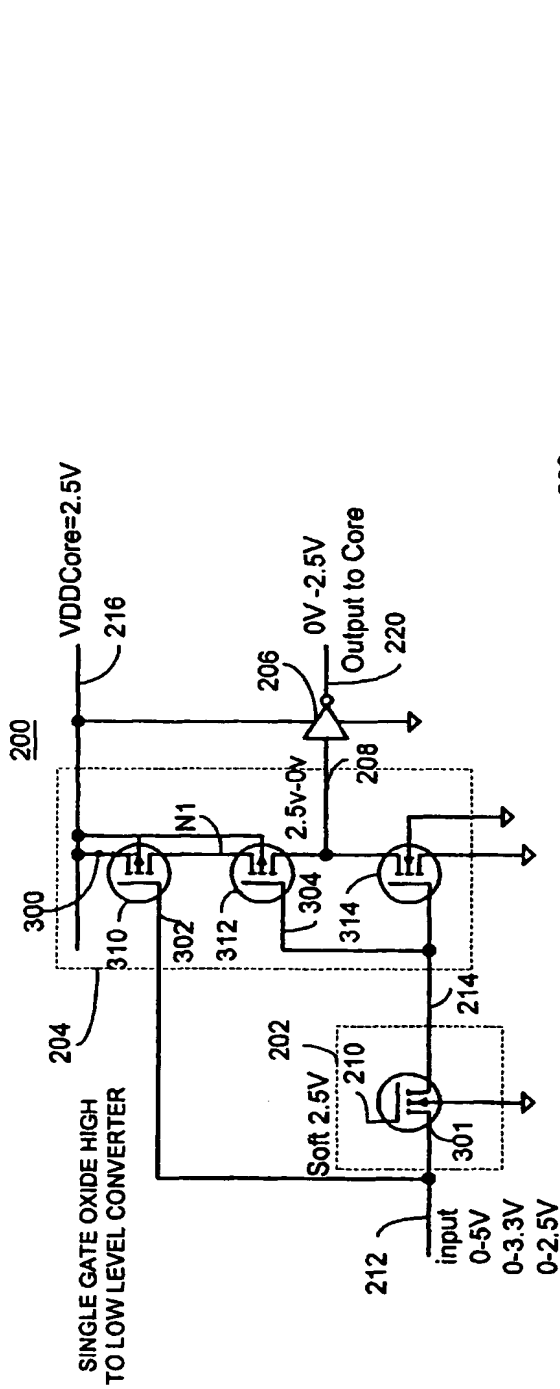 200
SINGLE GATE OXIDE HIGH
TO LOW LEVEL CONVERTER
204
300
VDDCore=2.5V
216
310
302
N1
312
304
2.5V-0v
206
208
0V -2.5V
Output to Core
220
314
214
202
Soft 2.5V
210
301
212
input
0-5V
0-3.3V
0-2.5V